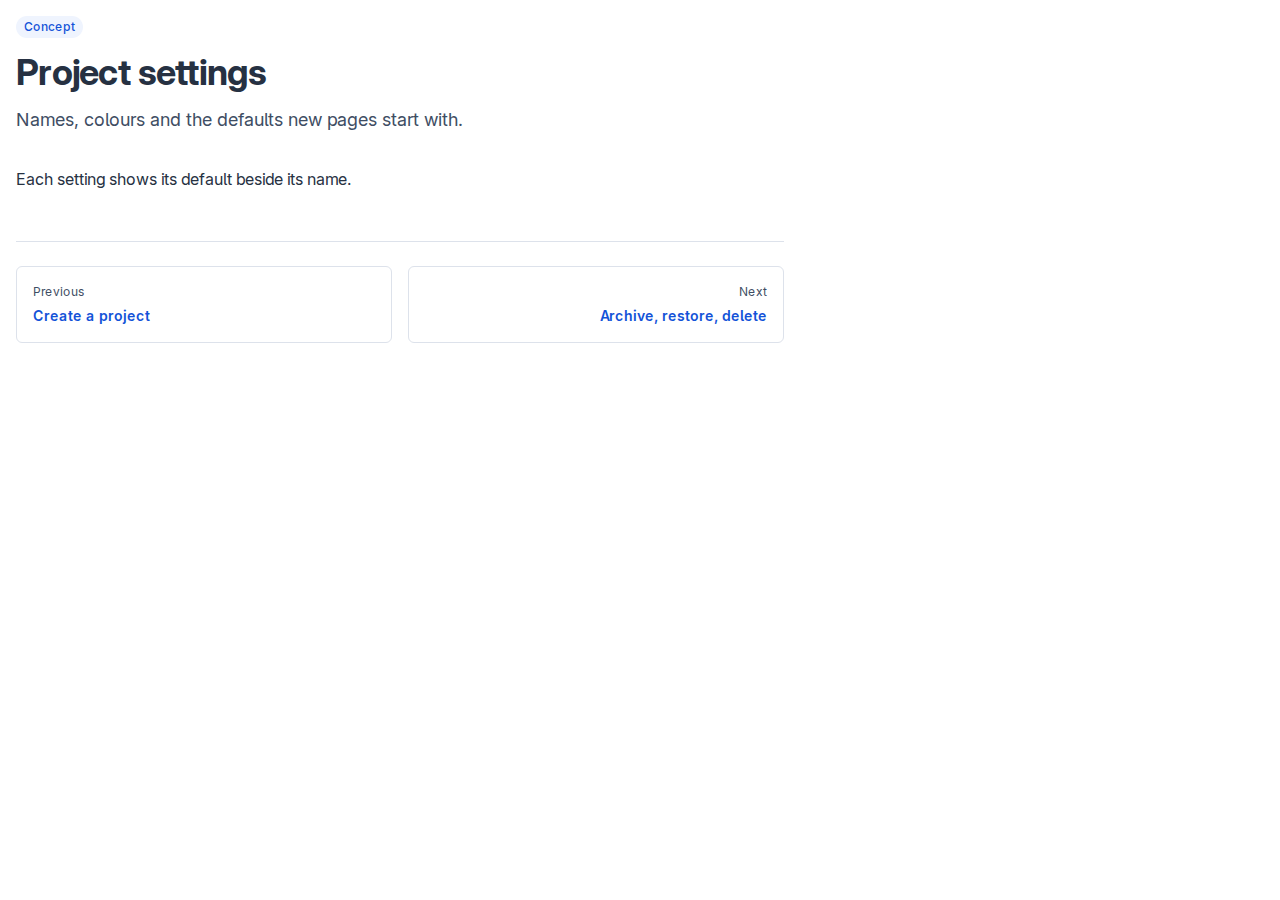 Concept
Project settings
Names, colours and the defaults new pages start with.
Each setting shows its default beside its name.
Previous
Create a project
Next
Archive, restore, delete